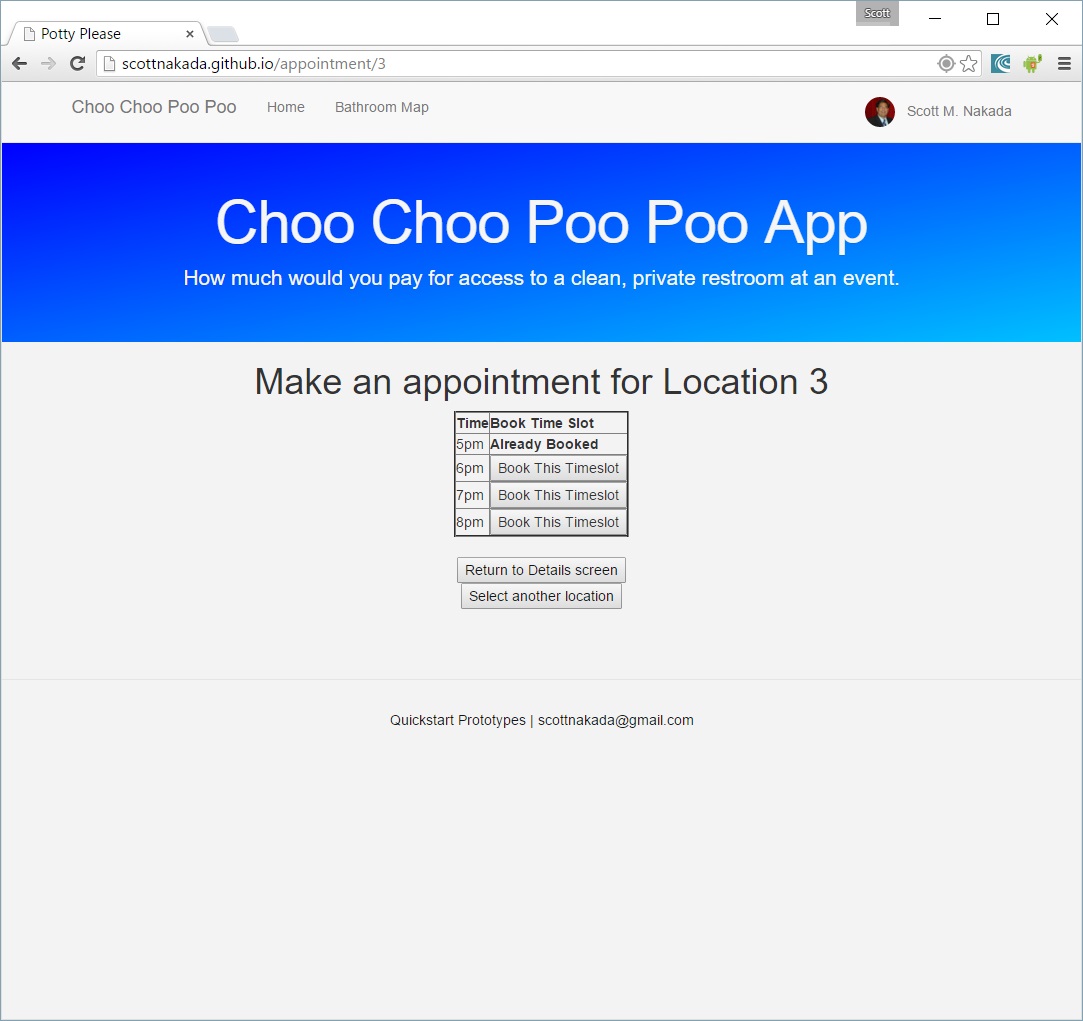 Scott
Potty Please
scottnakada.github.io/appointment/3
Choo Choo Poo Poo Home Bathroom Map Scott M. Nakada
Choo Choo Poo Poo App
How much would you pay for access to a clean, private restroom at an event.
Make an appointment for Location 3
Time Book Time Slot
5pm Already Booked
6pm Book This Timeslot
7pm Book This Timeslot
8pm Book This Timeslot
Return to Details screen
Select another location
Quickstart Prototypes | scottnakada@gmail.com